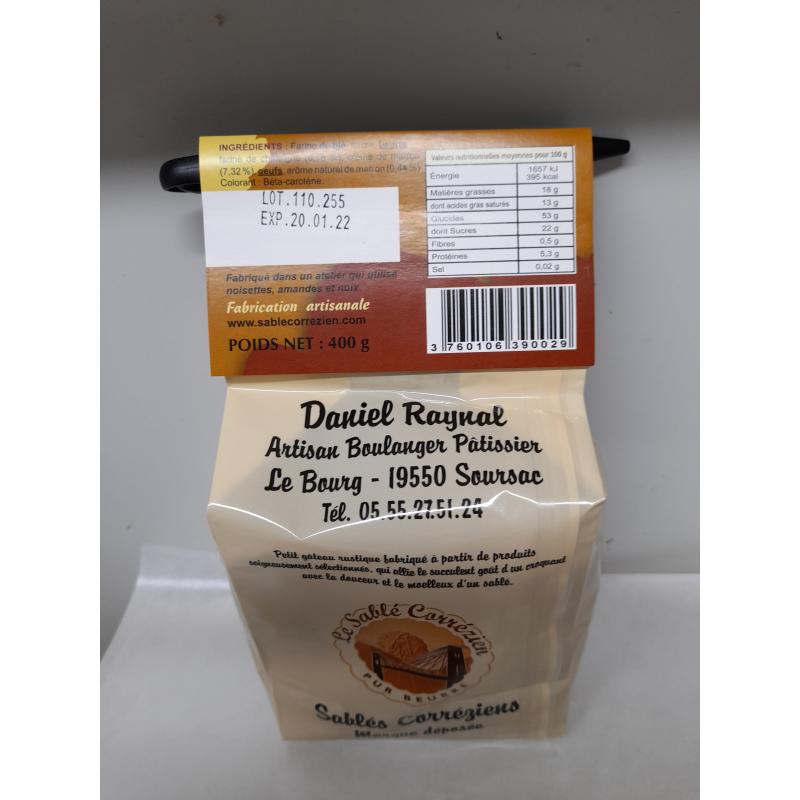 INGRÉDIENTS : Farine de blé
(7,32 %), oeufs, arôme naturel de marron (0,44 %)
Colorant : Bêta-carotène.
LOT.110.255
EXP.20.01.22
Fabriqué dans un atelier qui utilise
noisettes, amandes et noix.
Fabrication artisanale
www.sablecorrezien.com
POIDS NET : 400 g
Valeurs nutritionnelles moyennes pour 100 g
Énergie 1657 kJ
395 kcal
Matières grasses 18 g
dont acides gras saturés 13 g
Glucides 53 g
dont Sucres 22 g
Fibres 0,5 g
Protéines 5,3 g
Sel 0,02 g
3 760106 390029
Daniel Raynal
Artisan Boulanger Pâtissier
Le Bourg - 19550 Soursac
Tél. 05.55.27.51.24
Petit gâteau rustique fabriqué à partir de produits
soigneusement sélectionnés, qui allie le succulent goût d'un croquant
avec la douceur et le moelleux d'un sablé.
Le Sablé Corrézien
PUR BEURRE
Sablés Corréziens
Marque déposée